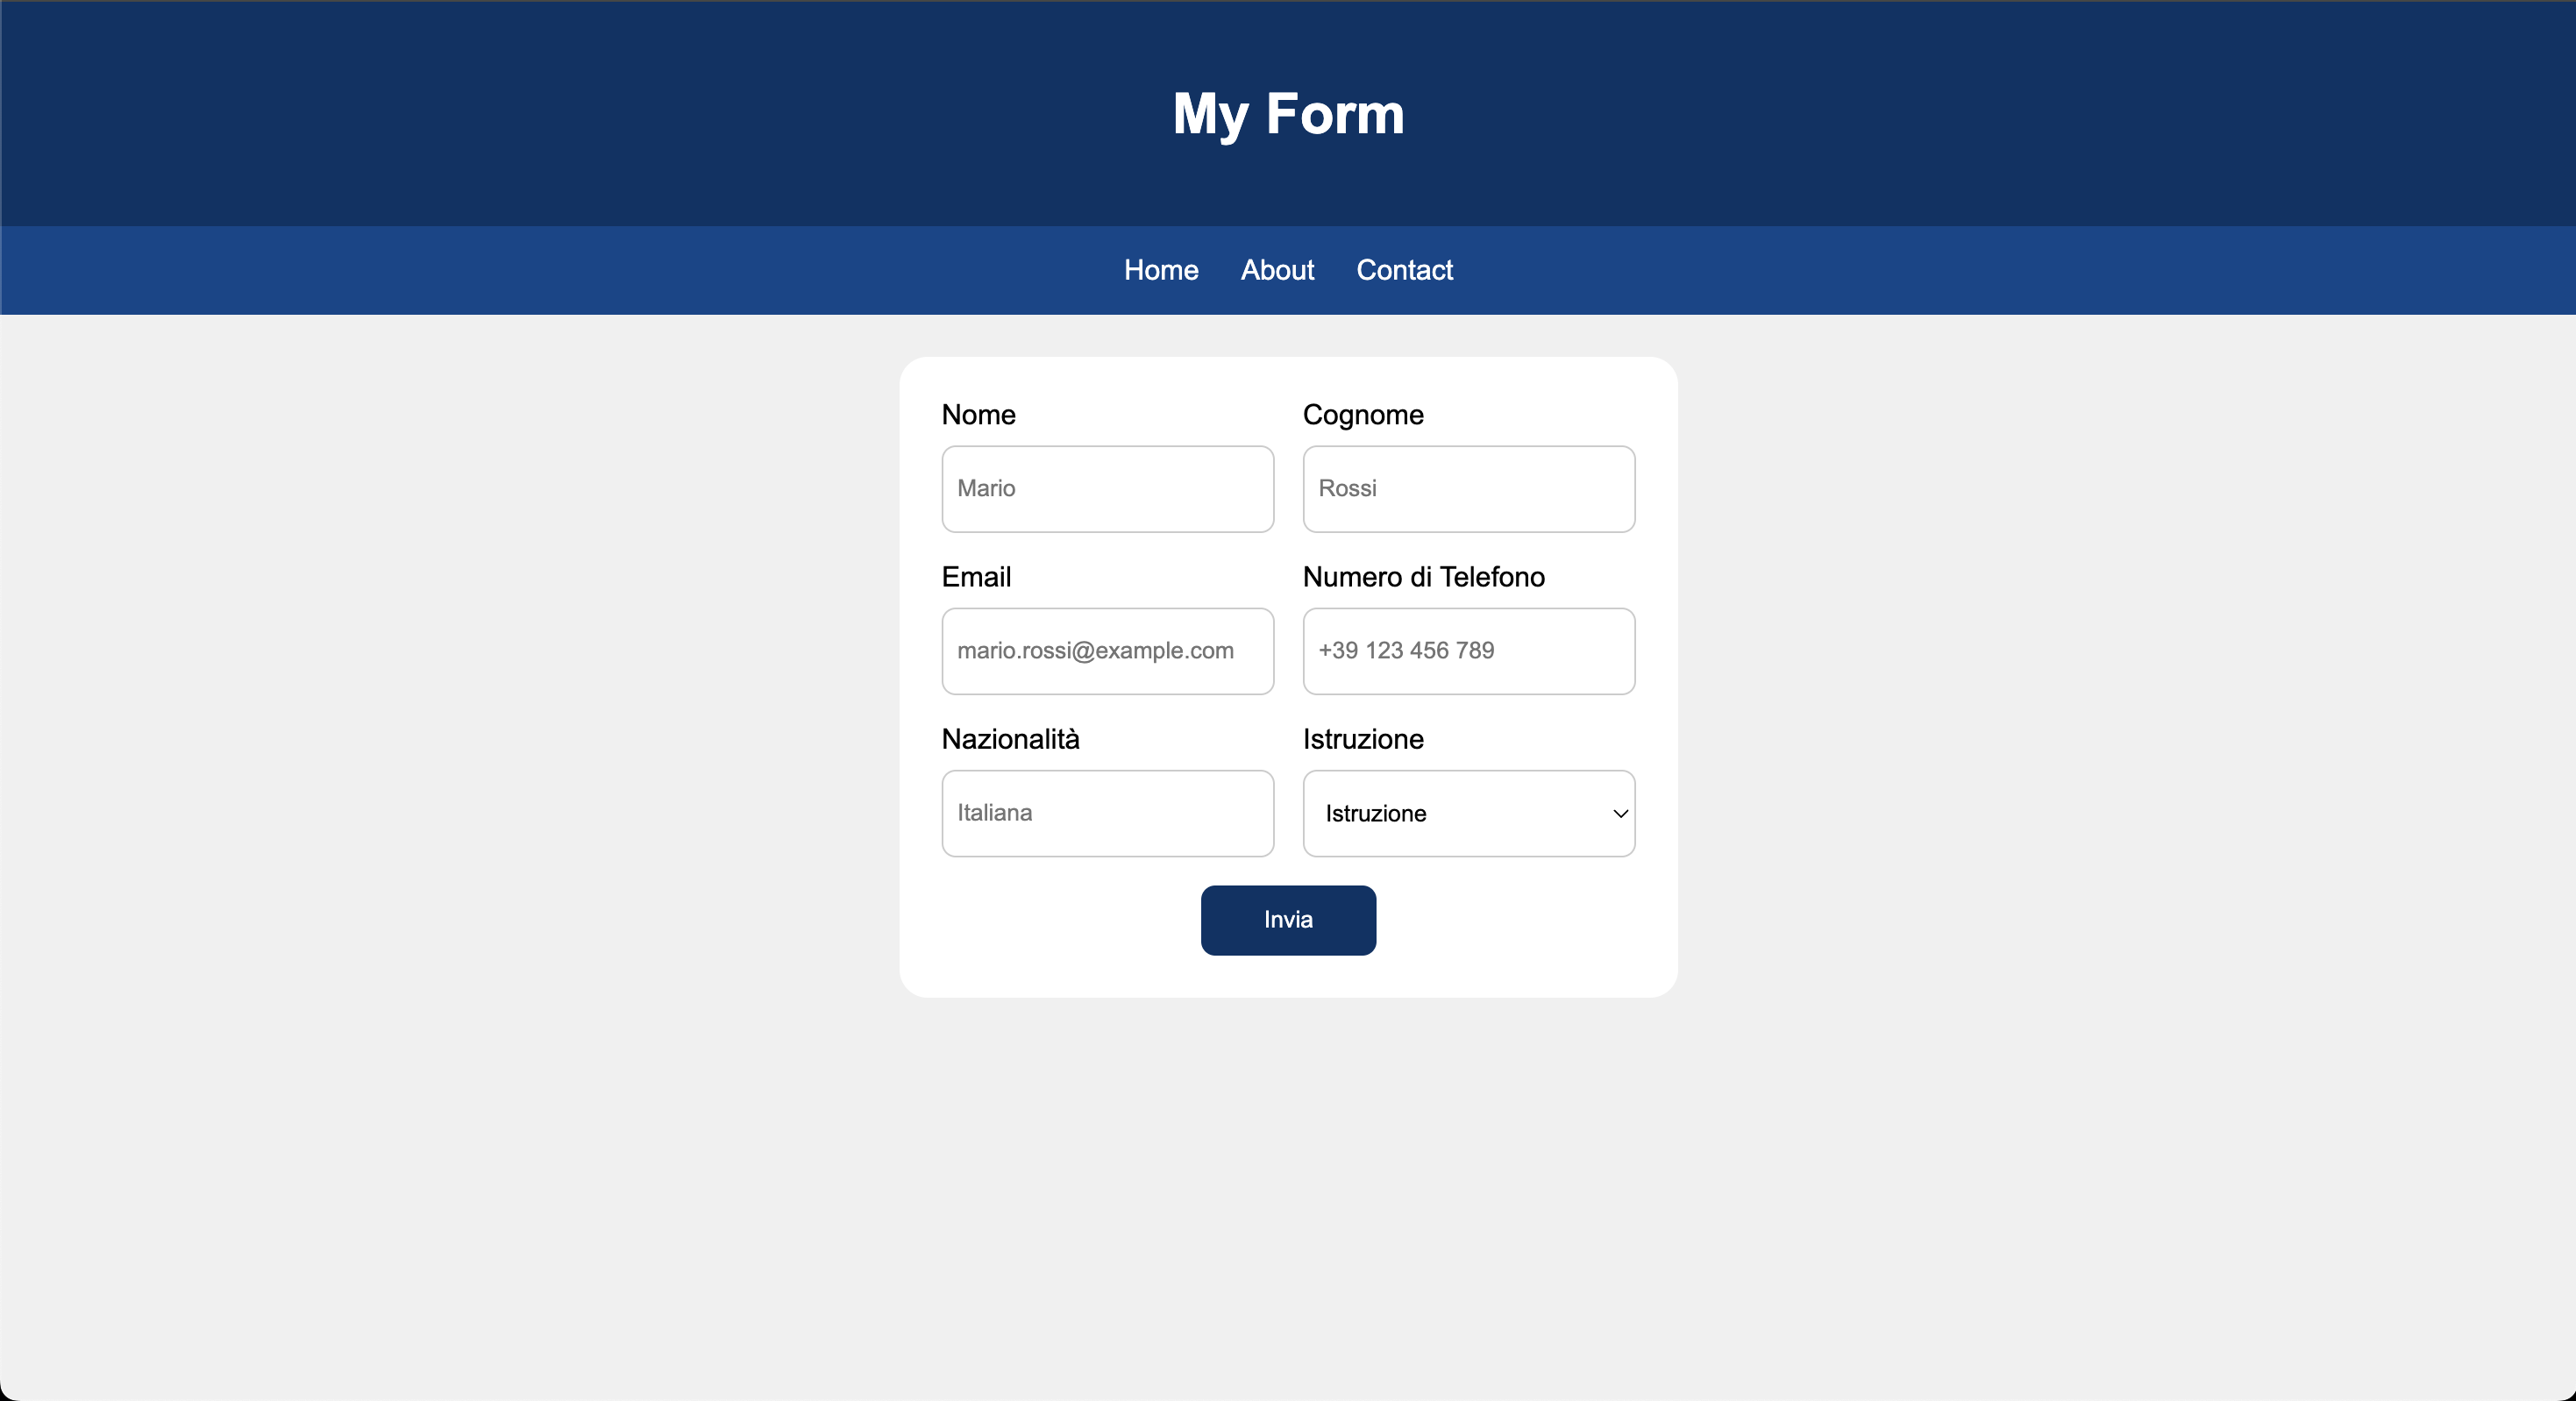 My Form
Home About Contact
Nome Cognome
Mario Rossi
Email Numero di Telefono
mario.rossi@example.com +39 123 456 789
Nazionalità Istruzione
Italiana Istruzione
Invia